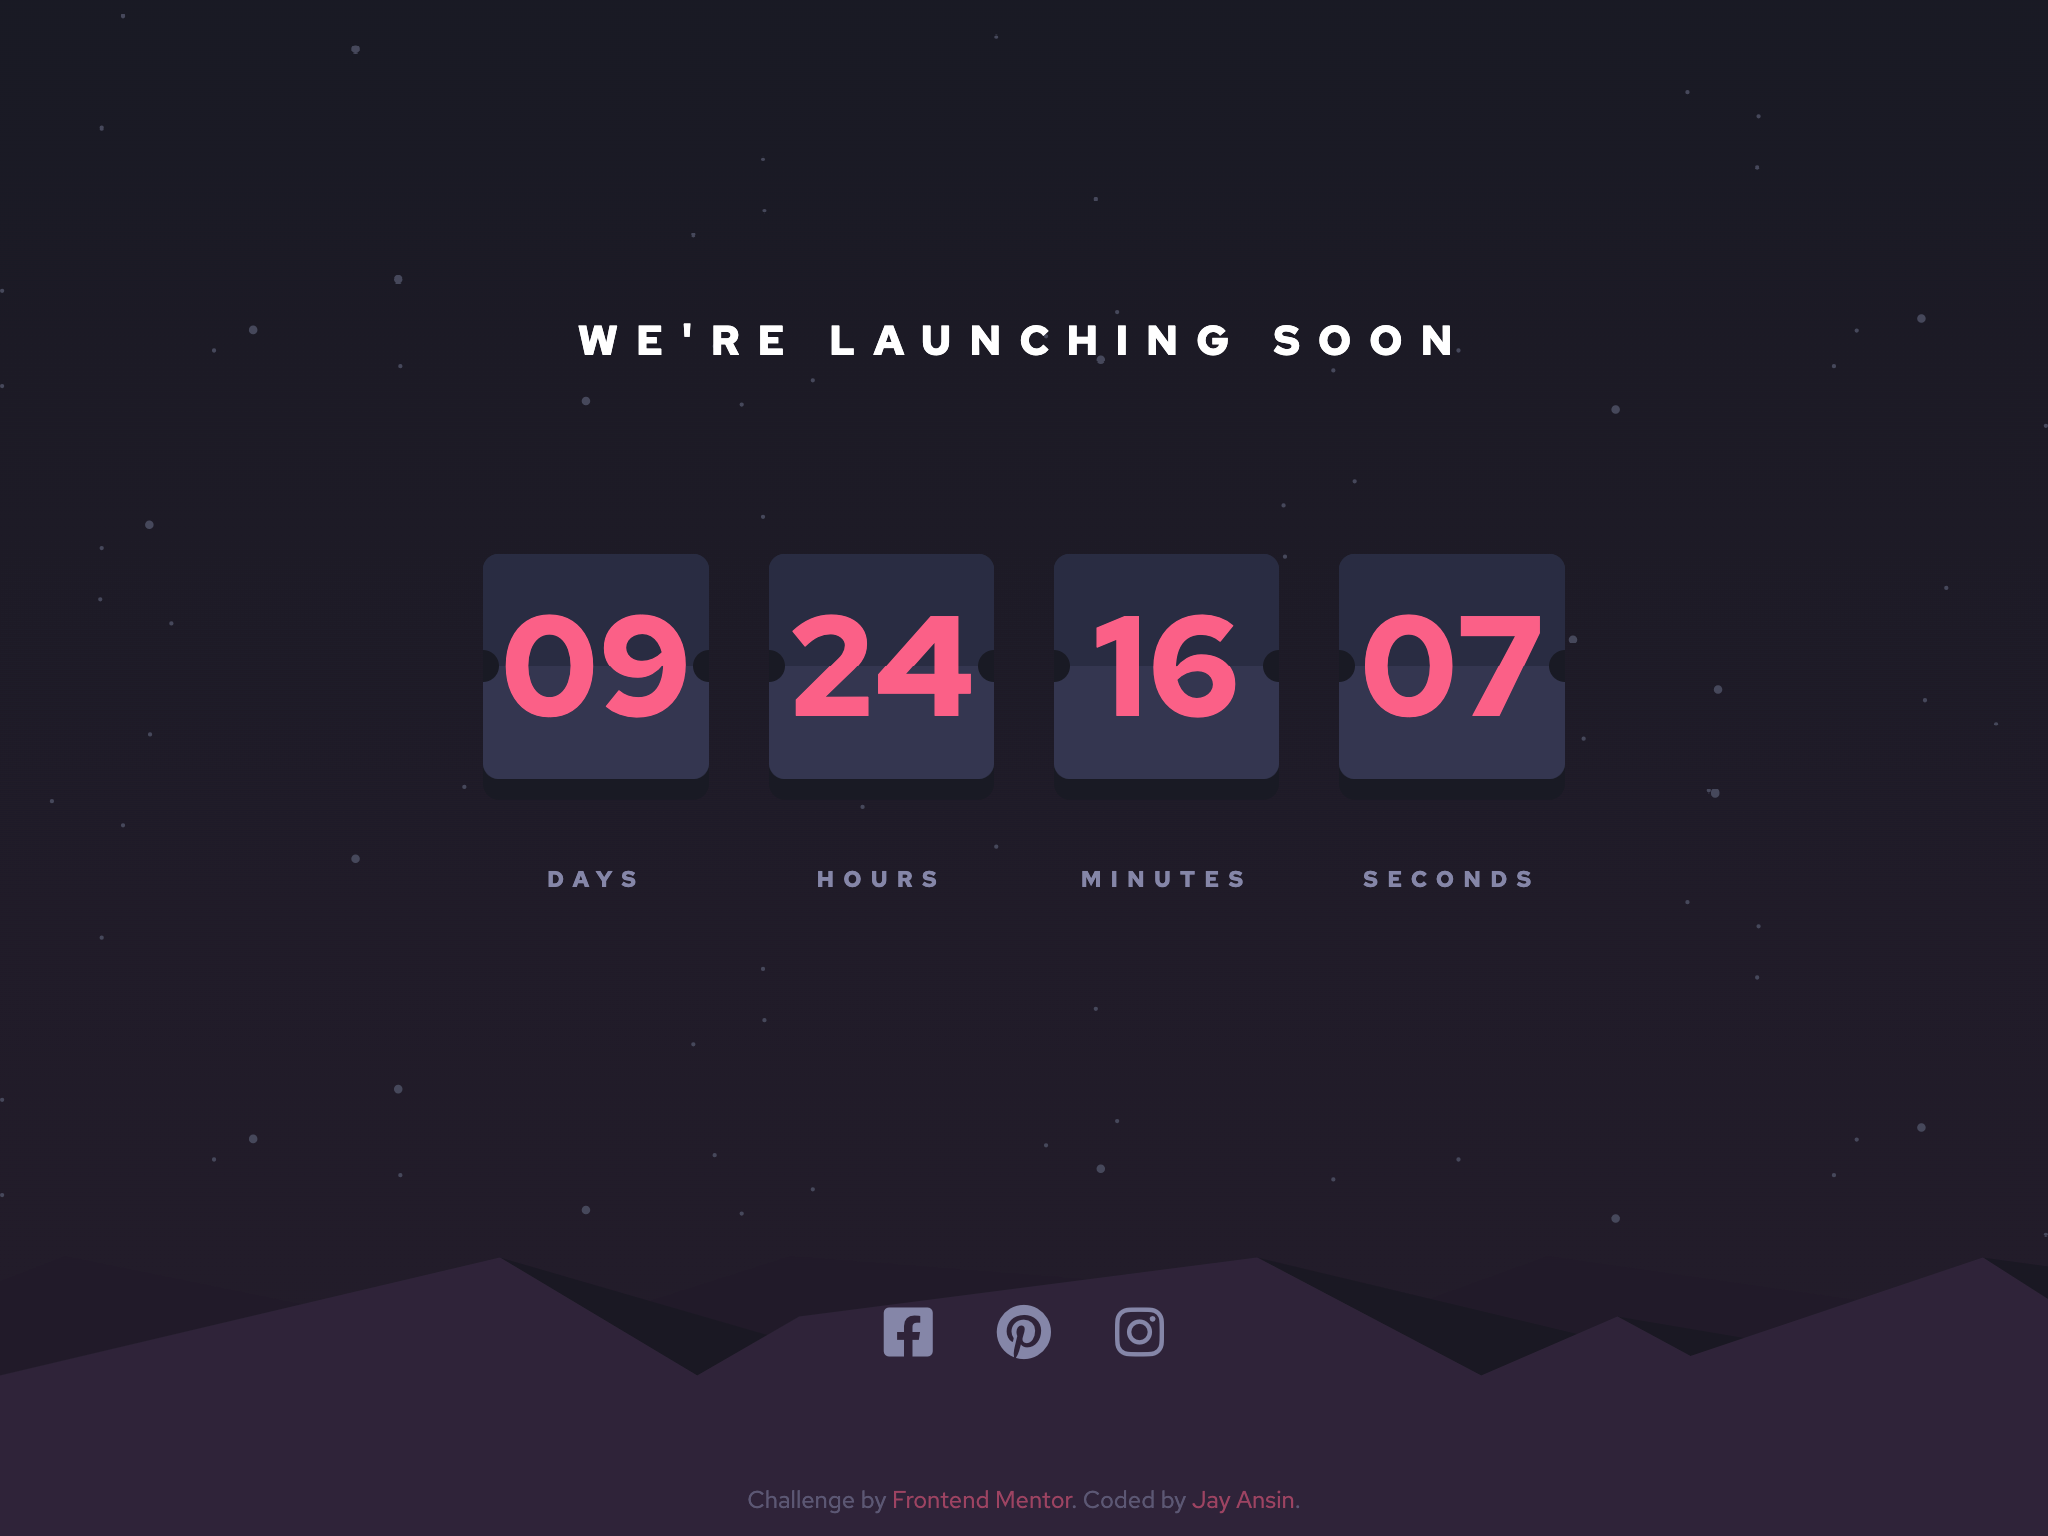 WE'RE LAUNCHING SOON
09 24 16 07
DAYS HOURS MINUTES SECONDS
Challenge by Frontend Mentor. Coded by Jay Ansin.